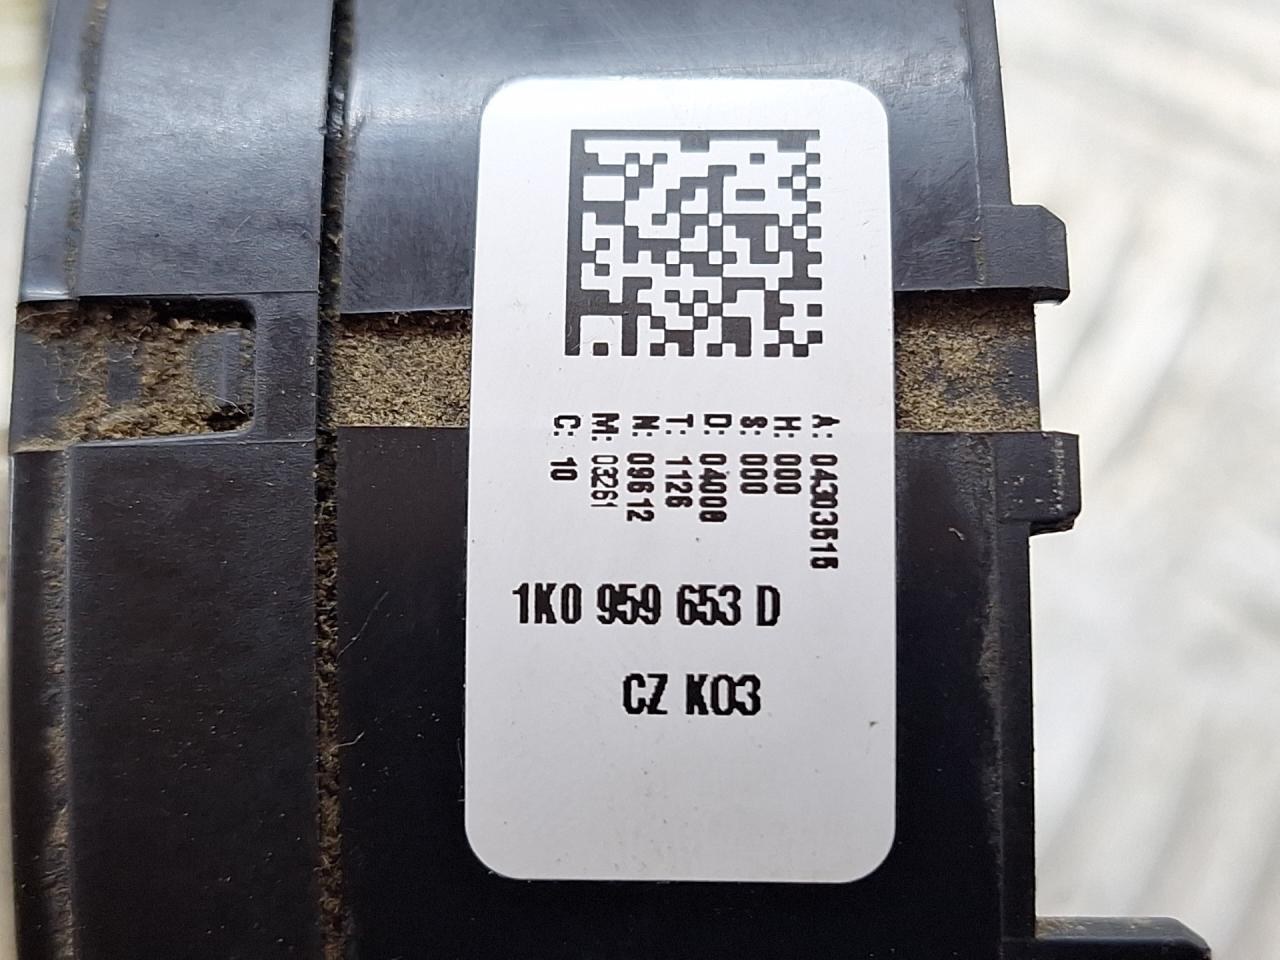 A: 04303515
H: 000
S: 000
D: 04008
T: 1126
N: 09612
M: 03261
C: 10
1K0 959 653 D
CZ K03